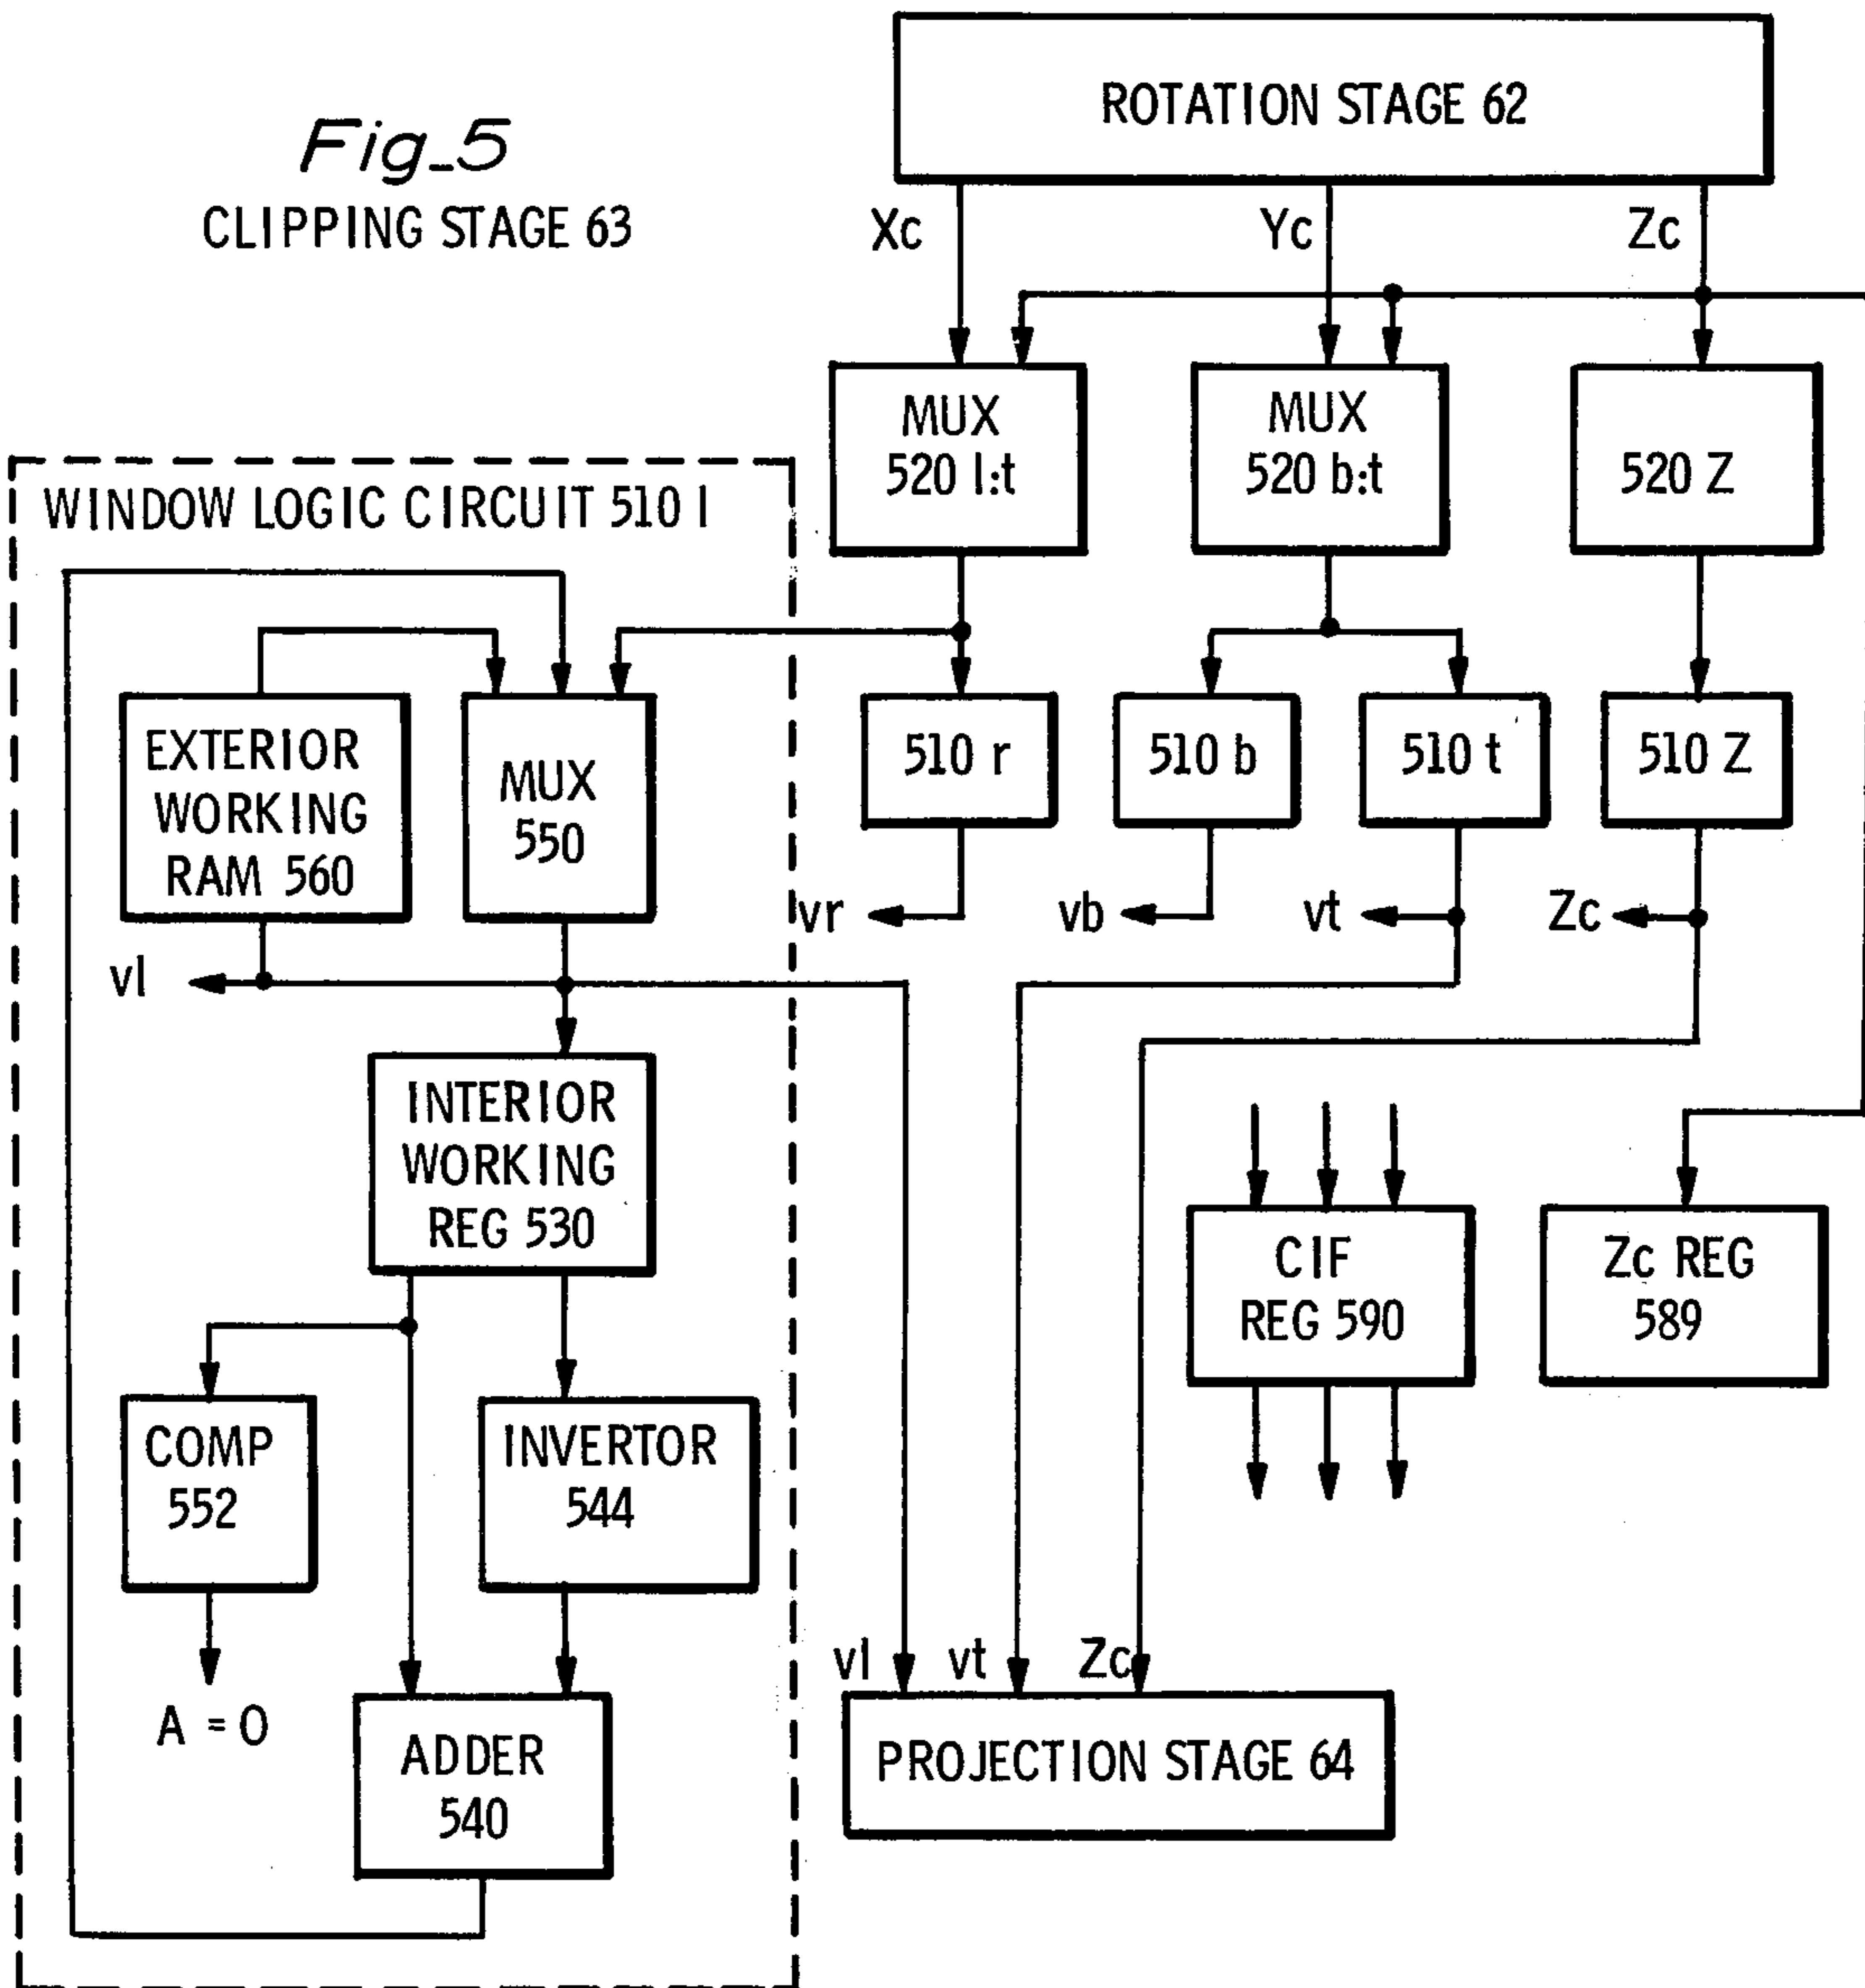 Fig_5
CLIPPING STAGE 63
ROTATION STAGE 62
Xc
Yc
Zc
MUX
520 l:t
MUX
520 b:t
520 Z
WINDOW LOGIC CIRCUIT 510 l
EXTERIOR
WORKING
RAM 560
MUX
550
510 r
510 b
510 t
510 Z
vr
vb
vt
Zc
vl
INTERIOR
WORKING
REG 530
CIF
REG 590
Zc REG
589
COMP
552
INVERTOR
544
A = 0
ADDER
540
vl
vt
Zc
PROJECTION STAGE 64